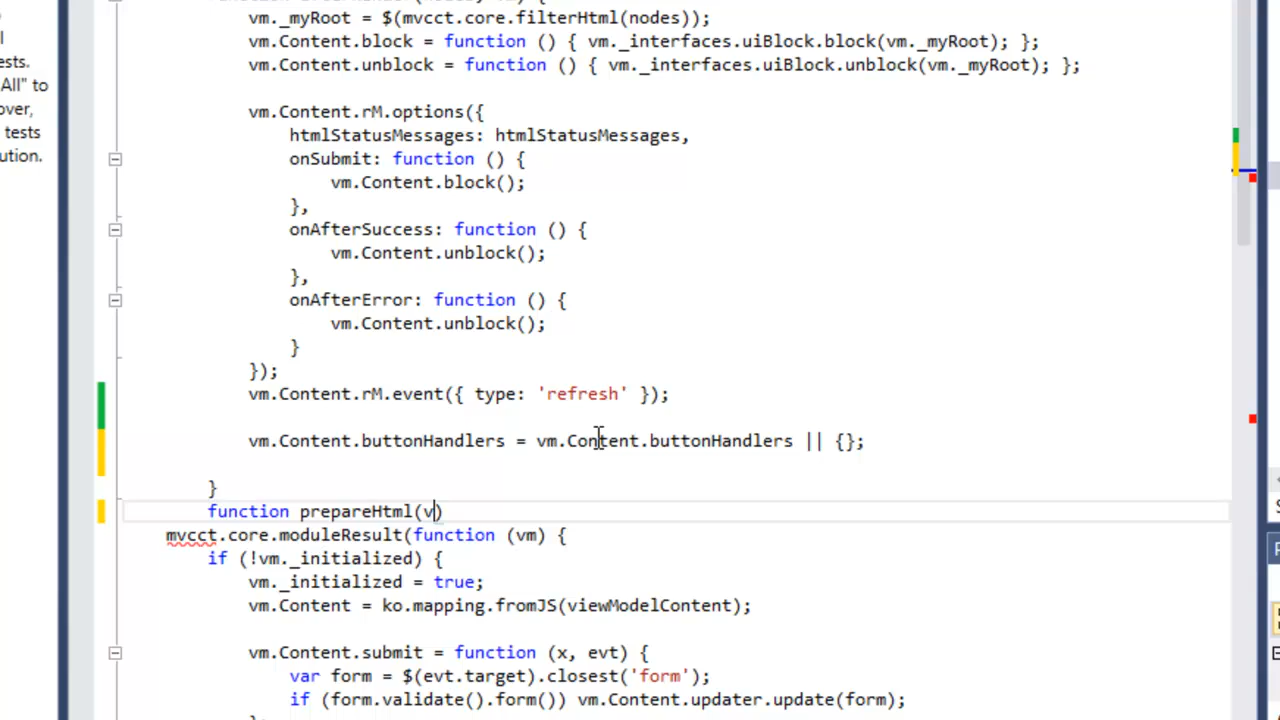 vm._myRoot = $(mvcct.core.filterHtml(nodes));
vm.Content.block = function () { vm._interfaces.uiBlock.block(vm._myRoot); };
vm.Content.unblock = function () { vm._interfaces.uiBlock.unblock(vm._myRoot); };
ests.
All" to
over,
tests
ution.
vm.Content.rM.options({
htmlStatusMessages: htmlStatusMessages,
onSubmit: function () {
vm.Content.block();
},
onAfterSuccess: function () {
vm.Content.unblock();
},
onAfterError: function () {
vm.Content.unblock();
}
});
vm.Content.rM.event({ type: 'refresh' });
vm.Content.buttonHandlers = vm.Content.buttonHandlers || {};
}
function prepareHtml(v)
mvcct.core.moduleResult(function (vm) {
if (!vm._initialized) {
vm._initialized = true;
vm.Content = ko.mapping.fromJS(viewModelContent);
vm.Content.submit = function (x, evt) {
var form = $(evt.target).closest('form');
if (form.validate().form()) vm.Content.updater.update(form);